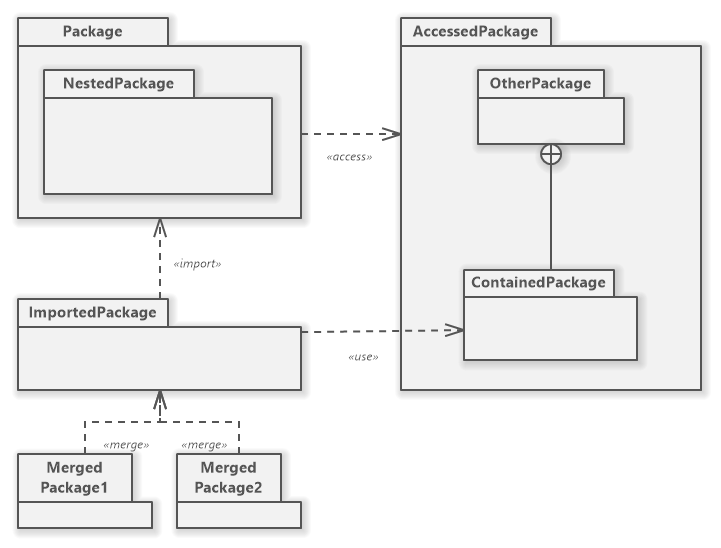 Package
AccessedPackage
NestedPackage
OtherPackage
«access»
«import»
ContainedPackage
ImportedPackage
«use»
«merge»
«merge»
Merged
Package1
Merged
Package2